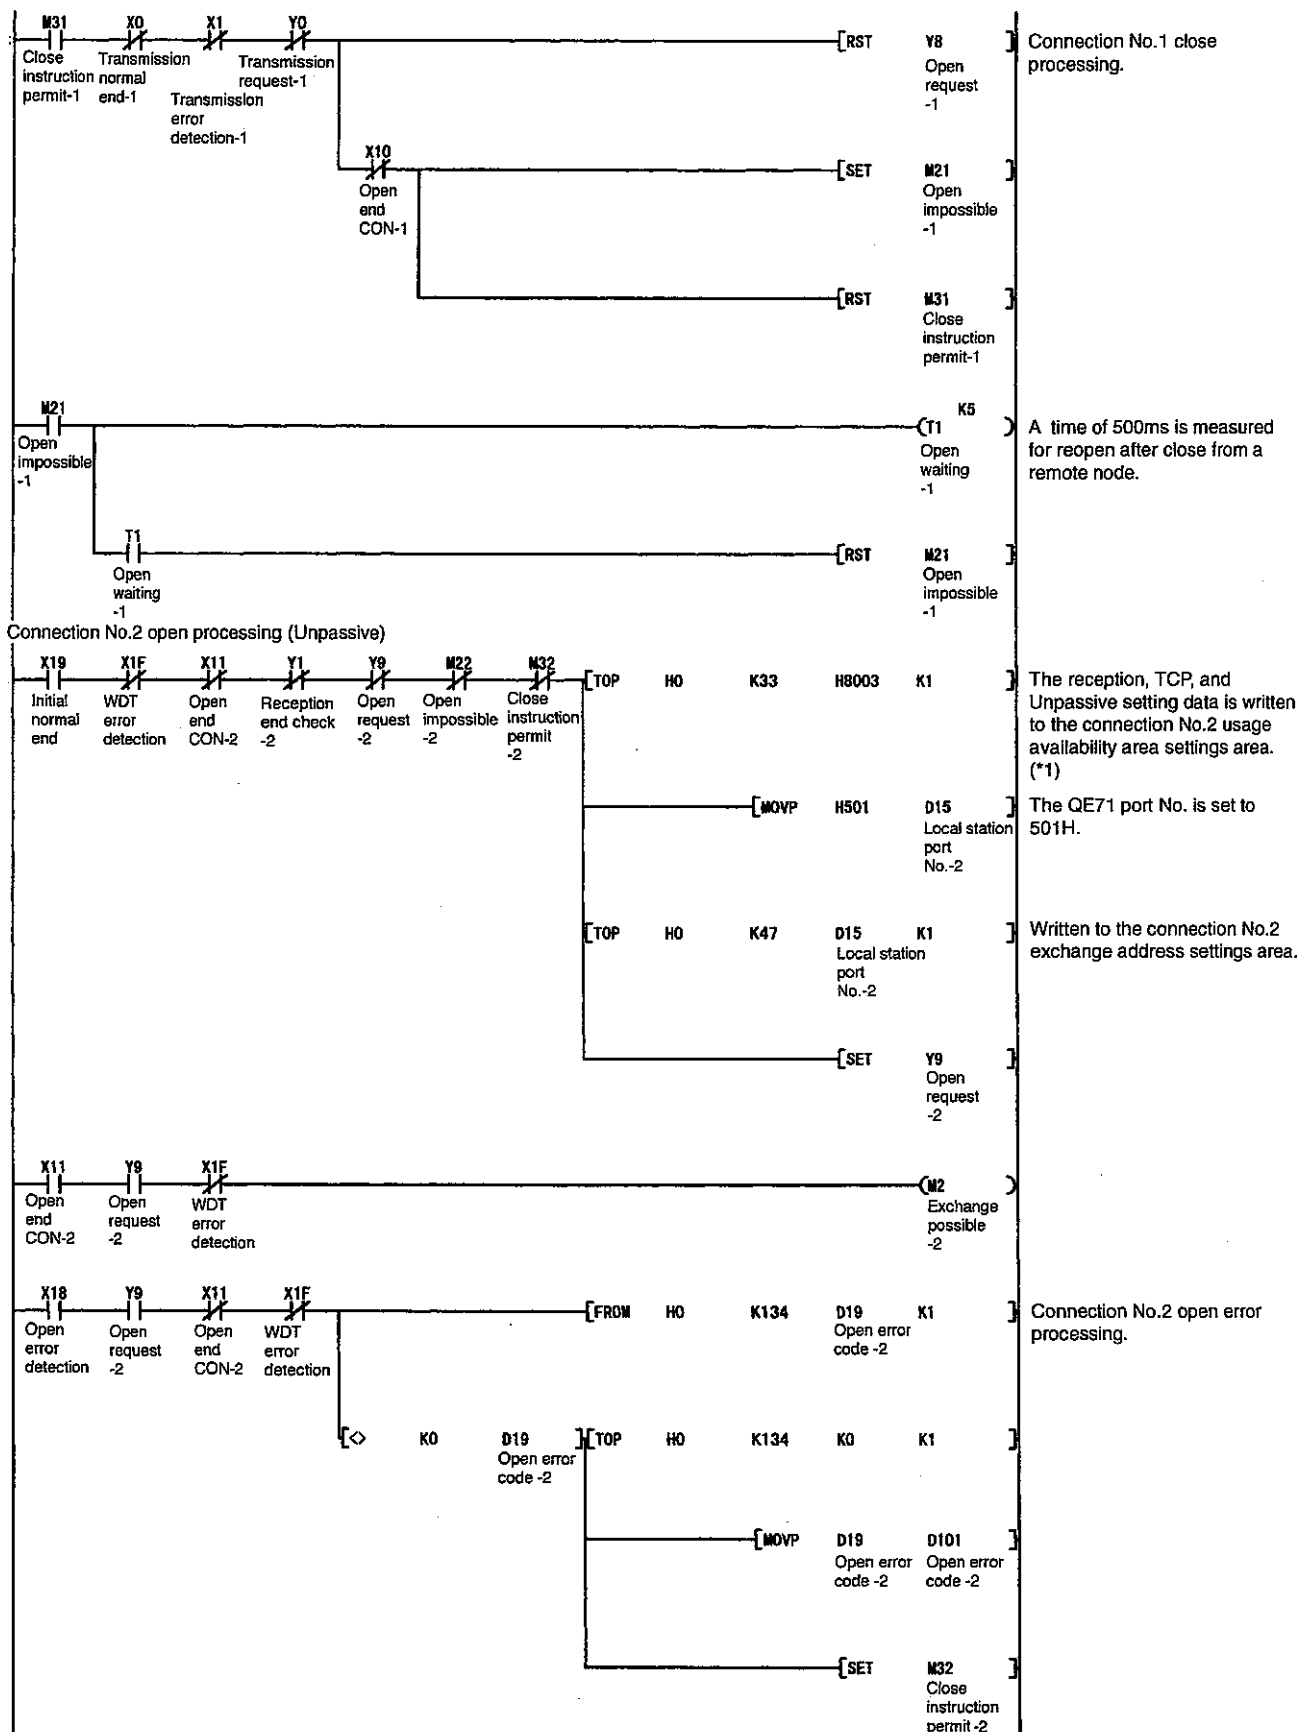 M31 X0 X1 Y0
[RST Y8 ]
Close
instruction
permit-1
Transmission
normal
end-1
Transmission
error
detection-1
Transmission
request-1
Open
request
-1
Connection No.1 close
processing.
X10
[SET M21 ]
Open
end
CON-1
Open
impossible
-1
[RST M31 ]
Close
instruction
permit-1
M21
K5
(T1 )
Open
impossible
-1
Open
waiting
-1
A time of 500ms is measured
for reopen after close from a
remote node.
T1
[RST M21 ]
Open
waiting
-1
Open
impossible
-1
Connection No.2 open processing (Unpassive)
X19 X1F X11 Y1 Y9 M22 M32
[TOP H0 K33 H8003 K1 ]
Initial
normal
end
WDT
error
detection
Open
end
CON-2
Reception
end check
-2
Open
request
-2
Open
impossible
-2
Close
instruction
permit
-2
The reception, TCP, and
Unpassive setting data is written
to the connection No.2 usage
availability area settings area.
(*1)
[MOVP H501 D15 ]
Local station
port
No.-2
The QE71 port No. is set to
501H.
[TOP H0 K47 D15 K1 ]
Local station
port
No.-2
Written to the connection No.2
exchange address settings area.
[SET Y9 ]
Open
request
-2
X11 Y9 X1F
(M2 )
Open
end
CON-2
Open
request
-2
WDT
error
detection
Exchange
possible
-2
X18 Y9 X11 X1F
[FROM H0 K134 D19 K1 ]
Open
error
detection
Open
request
-2
Open
end
CON-2
WDT
error
detection
Open error
code -2
Connection No.2 open error
processing.
[<> K0 D19 ]
Open error
code -2
[TOP H0 K134 K0 K1 ]
[MOVP D19 D101 ]
Open error
code -2
Open error
code -2
[SET M32 ]
Close
instruction
permit -2